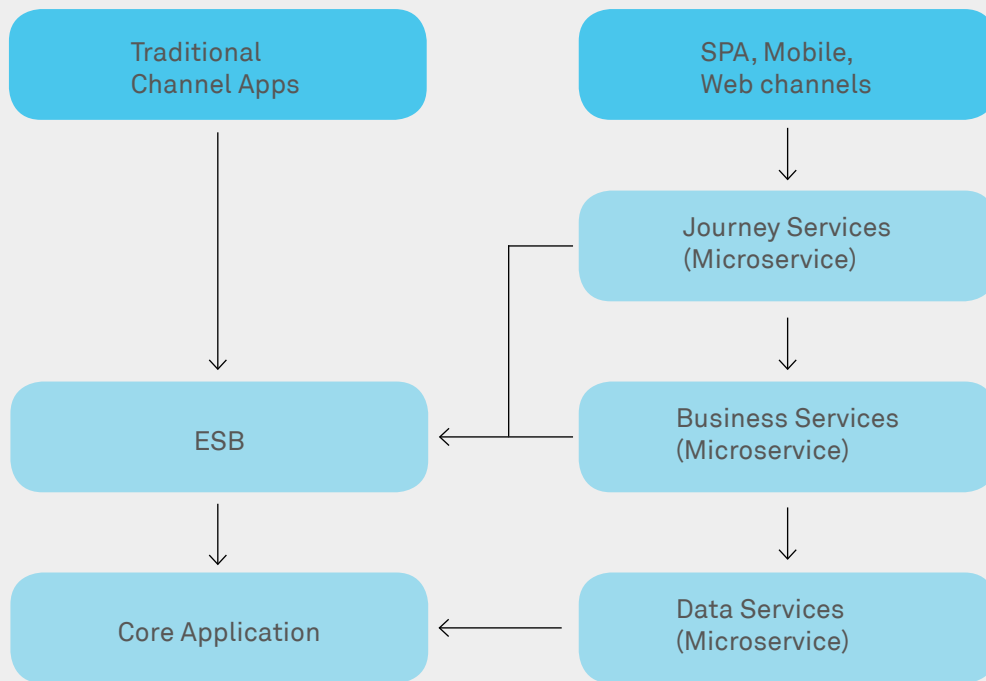 Traditional
Channel Apps
SPA, Mobile,
Web channels
Journey Services
(Microservice)
ESB
Business Services
(Microservice)
Core Application
Data Services
(Microservice)